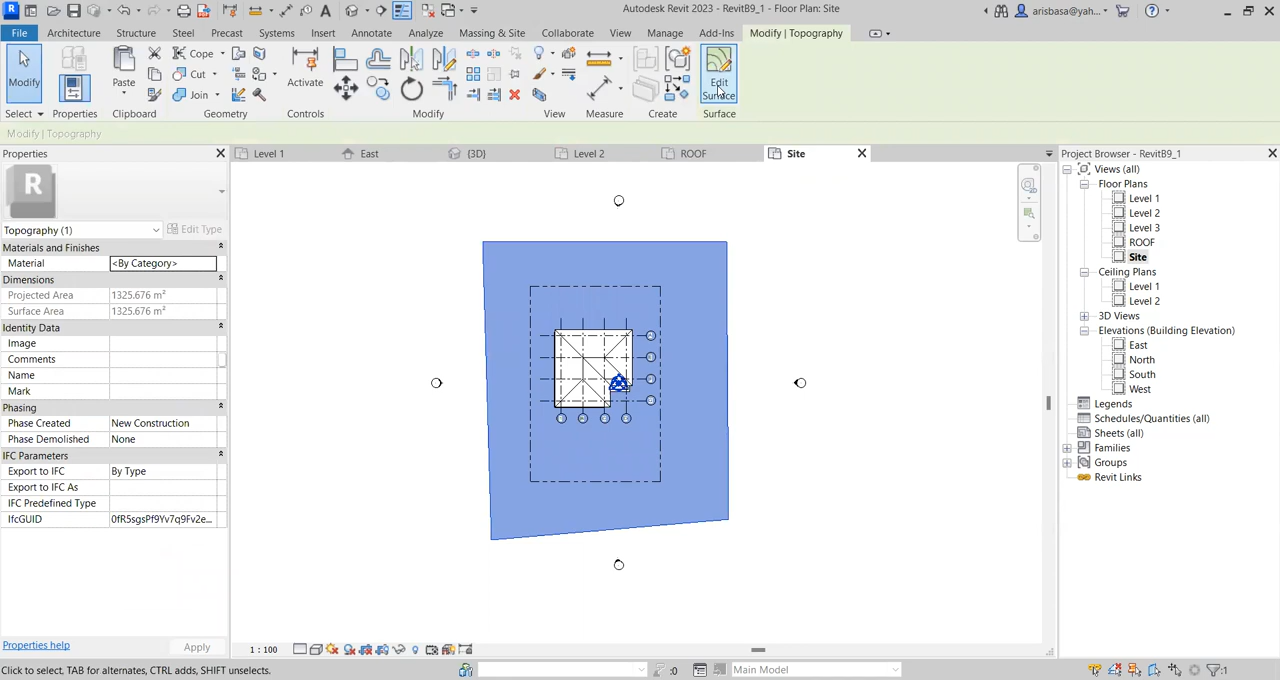 Autodesk Revit 2023 - RevitB9_1 - Floor Plan: Site
arisbasa@yah...
File Architecture Structure Steel Precast Systems Insert Annotate Analyze Massing & Site Collaborate View Manage Add-Ins Modify | Topography
Modify Paste Cope Cut Join Activate Edit Surface
Select Properties Clipboard Geometry Controls Modify View Measure Create Surface
Modify | Topography
Properties
Level 1 East {3D} Level 2 ROOF Site
Project Browser - RevitB9_1
R
Topography (1) Edit Type
Materials and Finishes
Material <By Category>
Dimensions
Projected Area 1325.676 m²
Surface Area 1325.676 m²
Identity Data
Image
Comments
Name
Mark
Phasing
Phase Created New Construction
Phase Demolished None
IFC Parameters
Export to IFC By Type
Export to IFC As
IFC Predefined Type
IfcGUID 0fR5sgsPf9Yv7q9Fv2e...
Properties help Apply
Views (all)
Floor Plans
Level 1
Level 2
Level 3
ROOF
Site
Ceiling Plans
Level 1
Level 2
3D Views
Elevations (Building Elevation)
East
North
South
West
Legends
Schedules/Quantities (all)
Sheets (all)
Families
Groups
Revit Links
1 : 100
Click to select, TAB for alternates, CTRL adds, SHIFT unselects.
:0 Main Model :1